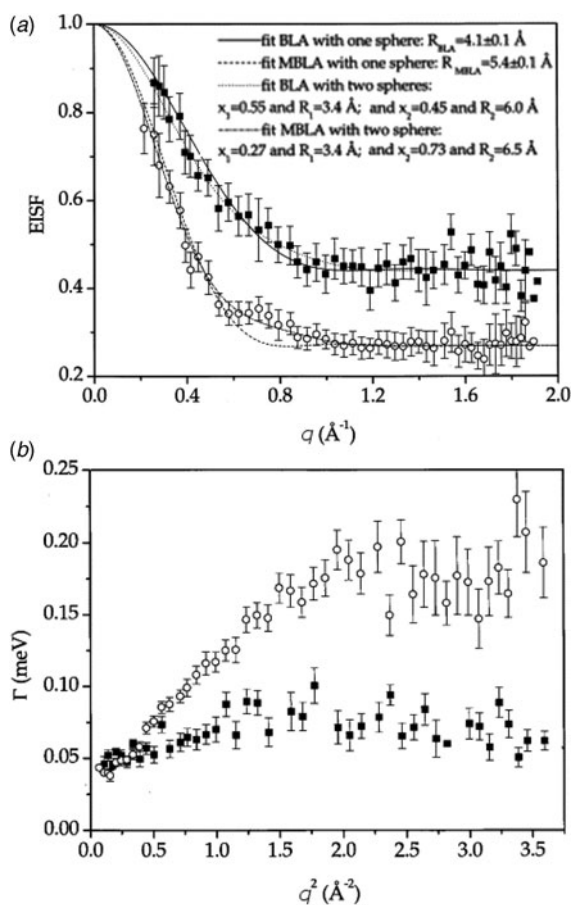 (a)
1.0
0.8
0.6
0.4
0.2
EISF
fit BLA with one sphere: R_BLA=4.1±0.1 Å
fit MBLA with one sphere: R_MBLA=5.4±0.1 Å
fit BLA with two spheres:
x₁=0.55 and R₁=3.4 Å; and x₂=0.45 and R₂=6.0 Å
fit MBLA with two sphere:
x₁=0.27 and R₁=3.4 Å; and x₂=0.73 and R₂=6.5 Å
0.0 0.4 0.8 1.2 1.6 2.0
q (Å⁻¹)
(b)
0.25
0.20
0.15
0.10
0.05
0.00
Γ (meV)
0.0 0.5 1.0 1.5 2.0 2.5 3.0 3.5
q² (Å⁻²)